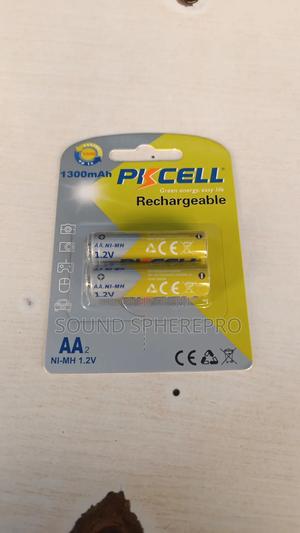 1300mAh
PKCELL
Green energy, easy life
Rechargeable
AA.NI-MH
1.2V
AA.NI-MH
1.2V
SOUND SPHEREPRO
AA2
NI-MH 1.2V
CE